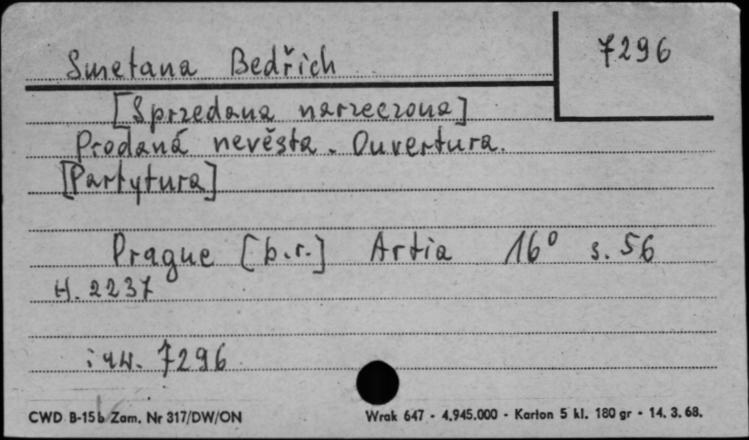 7296
Smetana Bedřich
[Sprzedana narzeczona]
Prodaná nevěsta. Ouvertura.
[Partytura]
Prague [b.r.] Artia 16° s. 56
H. 2237
inw. 7296
CWD B-15b Zam. Nr 317/DW/ON Wrak 647 - 4.945.000 - Karton 5 kl. 180 gr - 14. 3. 68.